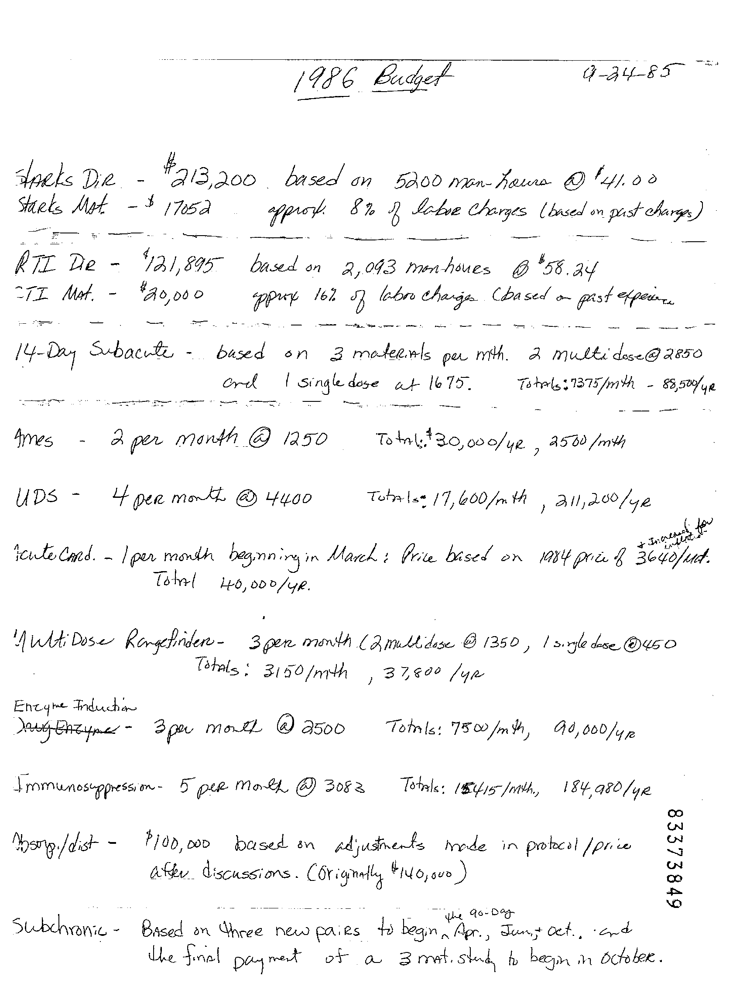 1986 Budget 9-24-85
Starks Dir - $213,200 based on 5200 man-hours @ $41.00
Starks Mat. - $ 17052 approx. 8% of labor charges (based on past charges)
RTI Dir - $121,895 based on 2,093 man-houes @ $58.24
RTI Mat. - $20,000 approx 16% of labor charges (based on past experience
14-Day Subacute - based on 3 materials per mth. 2 multidose @ 2850
and 1 single dose at 1675. Totals: 7375/mth - 88,500/yr
Ames - 2 per month @ 1250 Total: $30,000/yr, 2500/mth
UDS - 4 per month @ 4400 Totals: 17,600/mth, 211,200/yr
+ Increased for
Acute Card. - 1 per month beginning in March; Price based on 1984 price of 3640/mat.
Total 40,000/yr.
Multi Dose Rangefinder - 3 per month (2 multidose @ 1350, 1 single dose @ 450
Totals: 3150/mth, 37,800/yr
Enzyme Induction
Drug Enzymes - 3 per month @ 2500 Totals: 7500/mth, 90,000/yr
Immunosuppression - 5 per month @ 3083 Totals: 15415/mth, 184,980/yr
Absorp./dist - $100,000 based on adjustments made in protocol/price
after discussions. (Originally $140,000)
the 90-Day
Subchronic - Based on three new pairs to begin Apr., Jun, + Oct., and
the final payment of a 3 mat. study to begin in October.
83373849